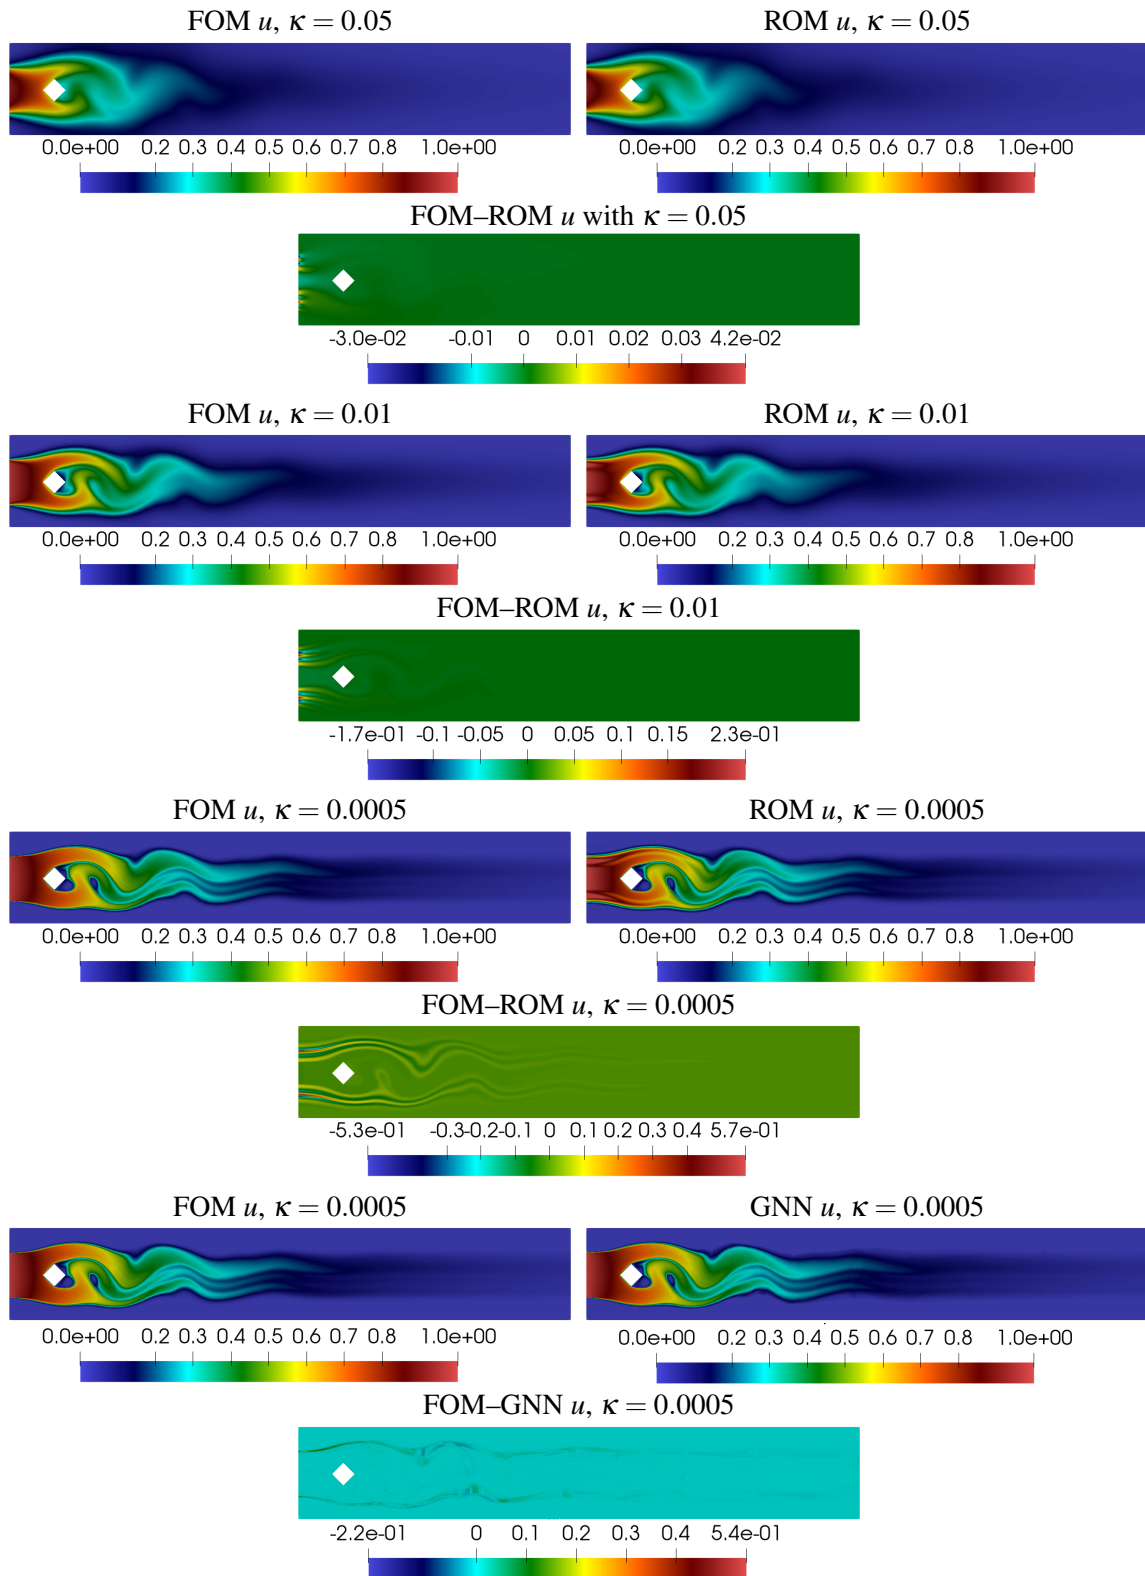 FOM u, κ = 0.05
ROM u, κ = 0.05
0.0e+00 0.2 0.3 0.4 0.5 0.6 0.7 0.8 1.0e+00
0.0e+00 0.2 0.3 0.4 0.5 0.6 0.7 0.8 1.0e+00
FOM–ROM u with κ = 0.05
-3.0e-02 -0.01 0 0.01 0.02 0.03 4.2e-02
FOM u, κ = 0.01
ROM u, κ = 0.01
0.0e+00 0.2 0.3 0.4 0.5 0.6 0.7 0.8 1.0e+00
0.0e+00 0.2 0.3 0.4 0.5 0.6 0.7 0.8 1.0e+00
FOM–ROM u, κ = 0.01
-1.7e-01 -0.1 -0.05 0 0.05 0.1 0.15 2.3e-01
FOM u, κ = 0.0005
ROM u, κ = 0.0005
0.0e+00 0.2 0.3 0.4 0.5 0.6 0.7 0.8 1.0e+00
0.0e+00 0.2 0.3 0.4 0.5 0.6 0.7 0.8 1.0e+00
FOM–ROM u, κ = 0.0005
-5.3e-01 -0.3 -0.2 -0.1 0 0.1 0.2 0.3 0.4 5.7e-01
FOM u, κ = 0.0005
GNN u, κ = 0.0005
0.0e+00 0.2 0.3 0.4 0.5 0.6 0.7 0.8 1.0e+00
0.0e+00 0.2 0.3 0.4 0.5 0.6 0.7 0.8 1.0e+00
FOM–GNN u, κ = 0.0005
-2.2e-01 0 0.1 0.2 0.3 0.4 5.4e-01